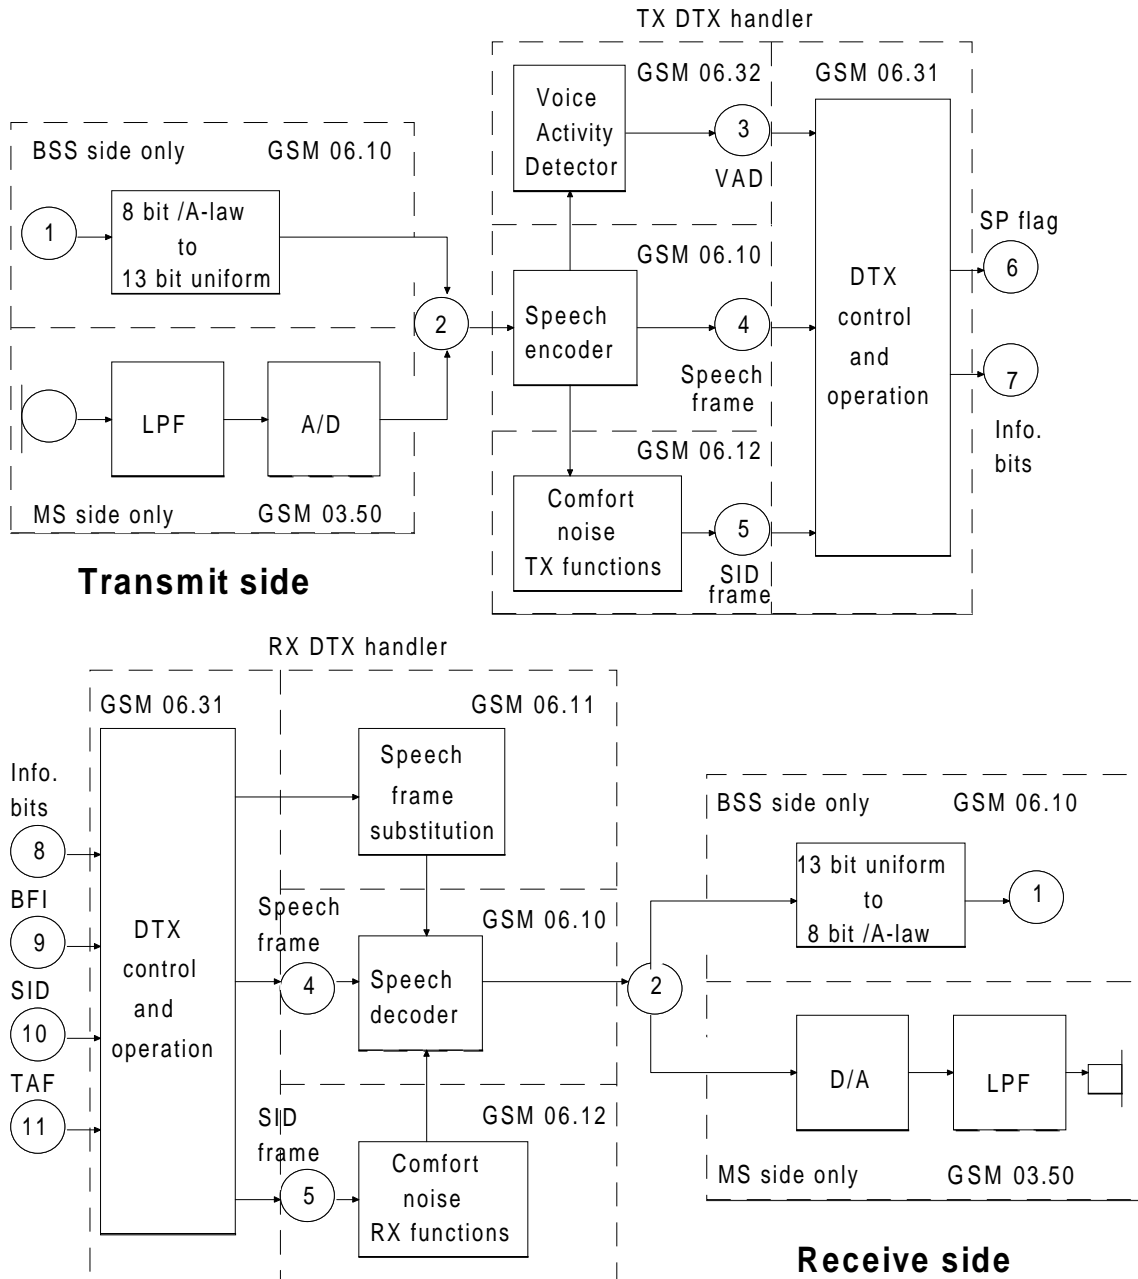 TX DTX handler
GSM 06.32
GSM 06.31
Voice
Activity
Detector
3
VAD
BSS side only
GSM 06.10
1
8 bit /A-law
to
13 bit uniform
2
GSM 06.10
Speech
encoder
4
Speech
frame
DTX
control
and
operation
SP flag
6
7
Info.
bits
LPF
A/D
MS side only
GSM 03.50
GSM 06.12
Comfort
noise
TX functions
5
SID
frame
Transmit side
RX DTX handler
GSM 06.31
GSM 06.11
Info.
bits
8
BFI
9
SID
10
TAF
11
DTX
control
and
operation
Speech
frame
substitution
Speech
frame
4
GSM 06.10
Speech
decoder
SID
frame
5
GSM 06.12
Comfort
noise
RX functions
2
BSS side only
GSM 06.10
13 bit uniform
to
8 bit /A-law
1
D/A
LPF
MS side only
GSM 03.50
Receive side